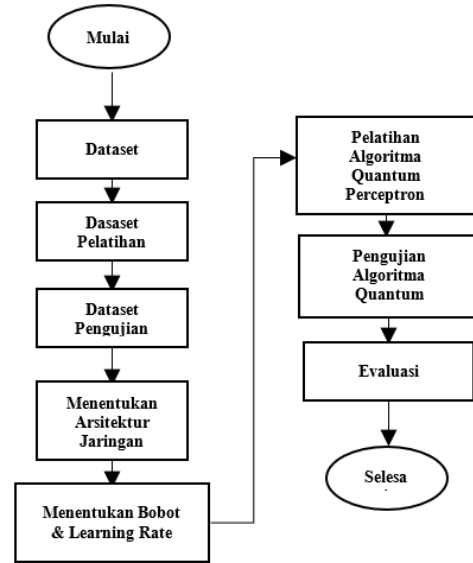 Mulai
Dataset
Dasaset
Pelatihan
Dataset
Pengujian
Menentukan
Arsitektur
Jaringan
Menentukan Bobot
& Learning Rate
Pelatihan
Algoritma
Quantum
Perceptron
Pengujian
Algoritma
Quantum
Evaluasi
Selesa